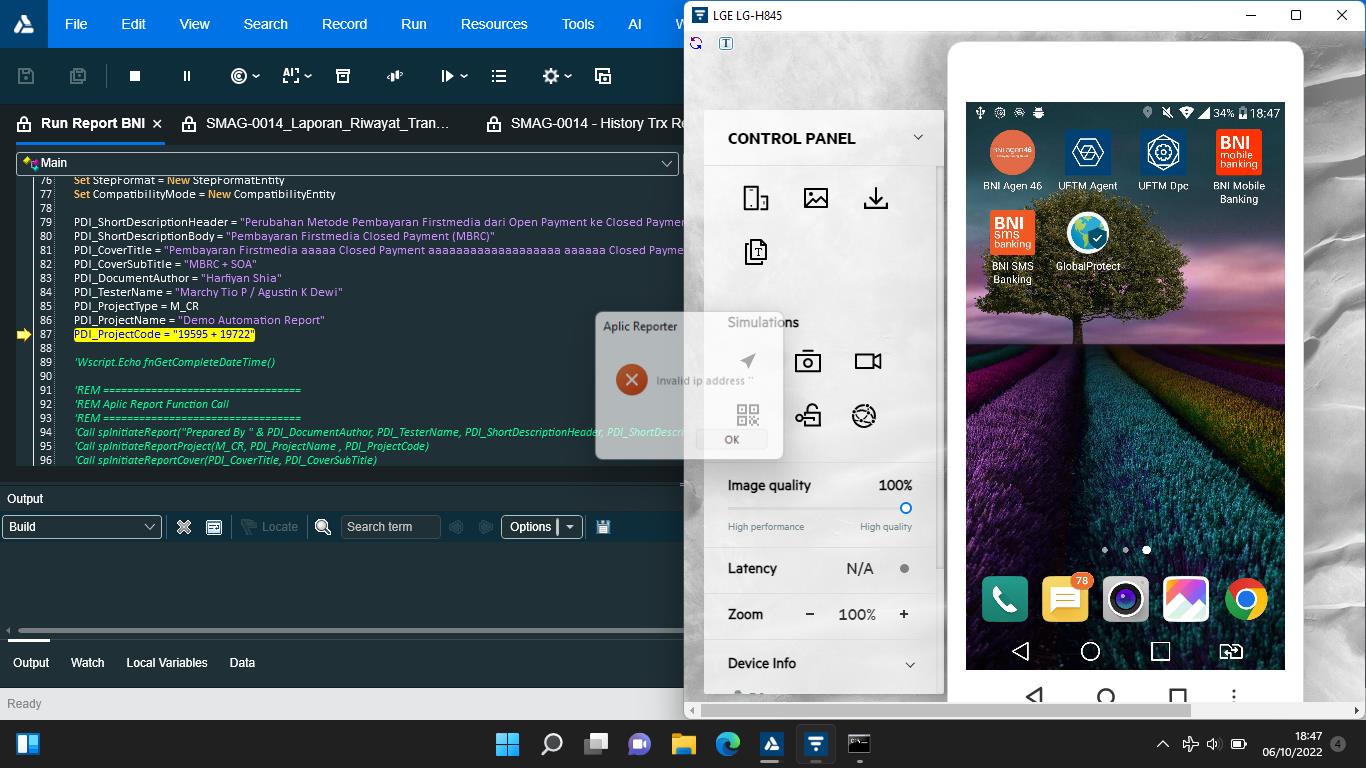 File Edit View Search Record Run Resources Tools AI
LGE LG-H845
T
AI
Run Report BNI SMAG-0014_Laporan_Riwayat_Tran... SMAG-0014 - History Trx Re
Main
76 Set StepFormat = New StepFormatEntity
77 Set CompatibilityMode = New CompatibilityEntity
78
79 PDI_ShortDescriptionHeader = "Perubahan Metode Pembayaran Firstmedia dari Open Payment ke Closed Paymen
80 PDI_ShortDescriptionBody = "Pembayaran Firstmedia Closed Payment (MBRC)"
81 PDI_CoverTitle = "Pembayaran Firstmedia aaaaa Closed Payment aaaaaaaaaaaaaaaaaaa aaaaaa Closed Payme
82 PDI_CoverSubTitle = "MBRC + SOA"
83 PDI_DocumentAuthor = "Harfiyan Shia"
84 PDI_TesterName = "Marchy Tio P / Agustin K Dewi"
85 PDI_ProjectType = M_CR
86 PDI_ProjectName = "Demo Automation Report"
87 PDI_ProjectCode = "19595 + 19722"
88
89 'Wscript.Echo fnGetCompleteDateTime()
90
91 'REM =================================
92 'REM Aplic Report Function Call
93 'REM =================================
94 'Call spInitiateReport("Prepared By " & PDI_DocumentAuthor, PDI_TesterName, PDI_ShortDescriptionHeader, PDI_ShortDescri
95 'Call spInitiateReportProject(M_CR, PDI_ProjectName , PDI_ProjectCode)
96 'Call spInitiateReportCover(PDI_CoverTitle, PDI_CoverSubTitle)
Aplic Reporter
Invalid ip address ''
OK
Output
Build
Locate
Search term
Options
Output Watch Local Variables Data
Ready
CONTROL PANEL
T
Simulations
Image quality 100%
High performance High quality
Latency N/A
Zoom - 100% +
Device Info
34% 18:47
BNI agen46
BNI mobile banking
BNI Agen 46 UFTM Agent UFTM Dpc BNI Mobile Banking
BNI sms banking
BNI SMS Banking GlobalProtect
78
18:47
06/10/2022
4